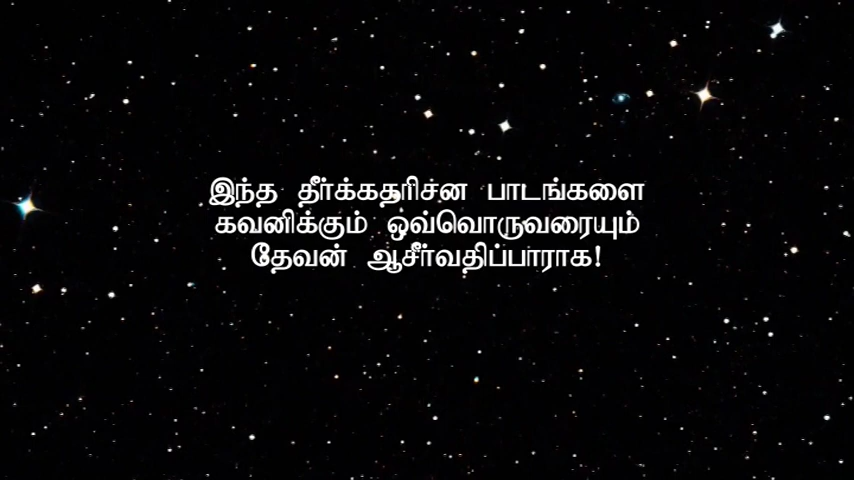 இந்த தீர்க்கதரிசன பாடங்களை
கவனிக்கும் ஒவ்வொருவரையும்
தேவன் ஆசீர்வதிப்பாராக!